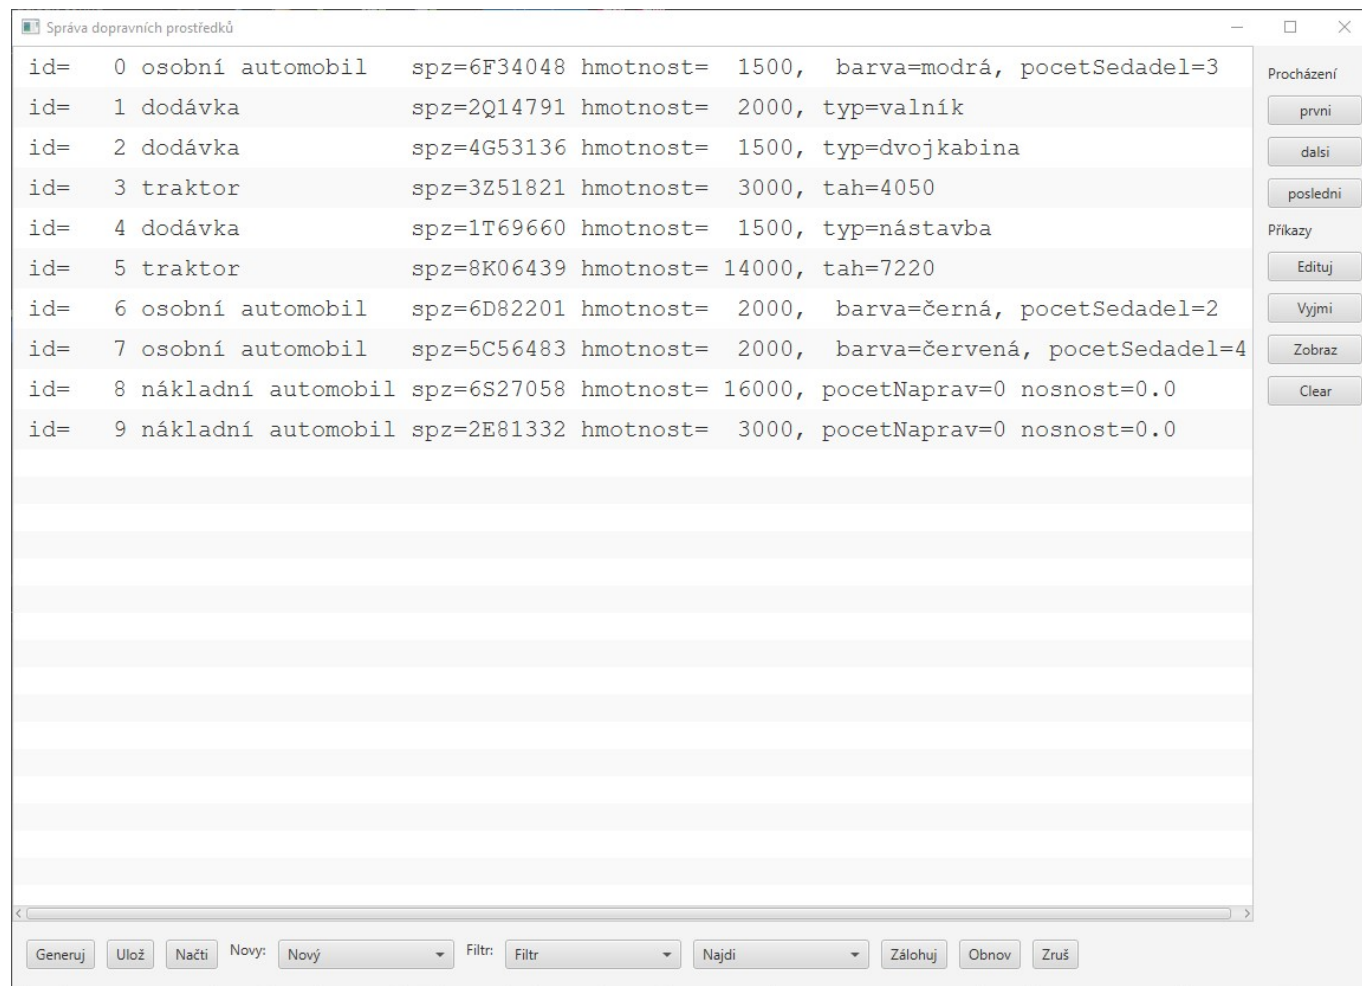 Správa dopravních prostředků
id=   0 osobní automobil   spz=6F34048 hmotnost=  1500,  barva=modrá, pocetSedadel=3
id=   1 dodávka            spz=2Q14791 hmotnost=  2000, typ=valník
id=   2 dodávka            spz=4G53136 hmotnost=  1500, typ=dvojkabina
id=   3 traktor            spz=3Z51821 hmotnost=  3000, tah=4050
id=   4 dodávka            spz=1T69660 hmotnost=  1500, typ=nástavba
id=   5 traktor            spz=8K06439 hmotnost= 14000, tah=7220
id=   6 osobní automobil   spz=6D82201 hmotnost=  2000,  barva=černá, pocetSedadel=2
id=   7 osobní automobil   spz=5C56483 hmotnost=  2000,  barva=červená, pocetSedadel=4
id=   8 nákladní automobil spz=6S27058 hmotnost= 16000, pocetNaprav=0 nosnost=0.0
id=   9 nákladní automobil spz=2E81332 hmotnost=  3000, pocetNaprav=0 nosnost=0.0
Procházení
prvni
dalsi
posledni
Příkazy
Edituj
Vyjmi
Zobraz
Clear
Generuj Ulož Načti Novy: Nový Filtr: Filtr Najdi Zálohuj Obnov Zruš